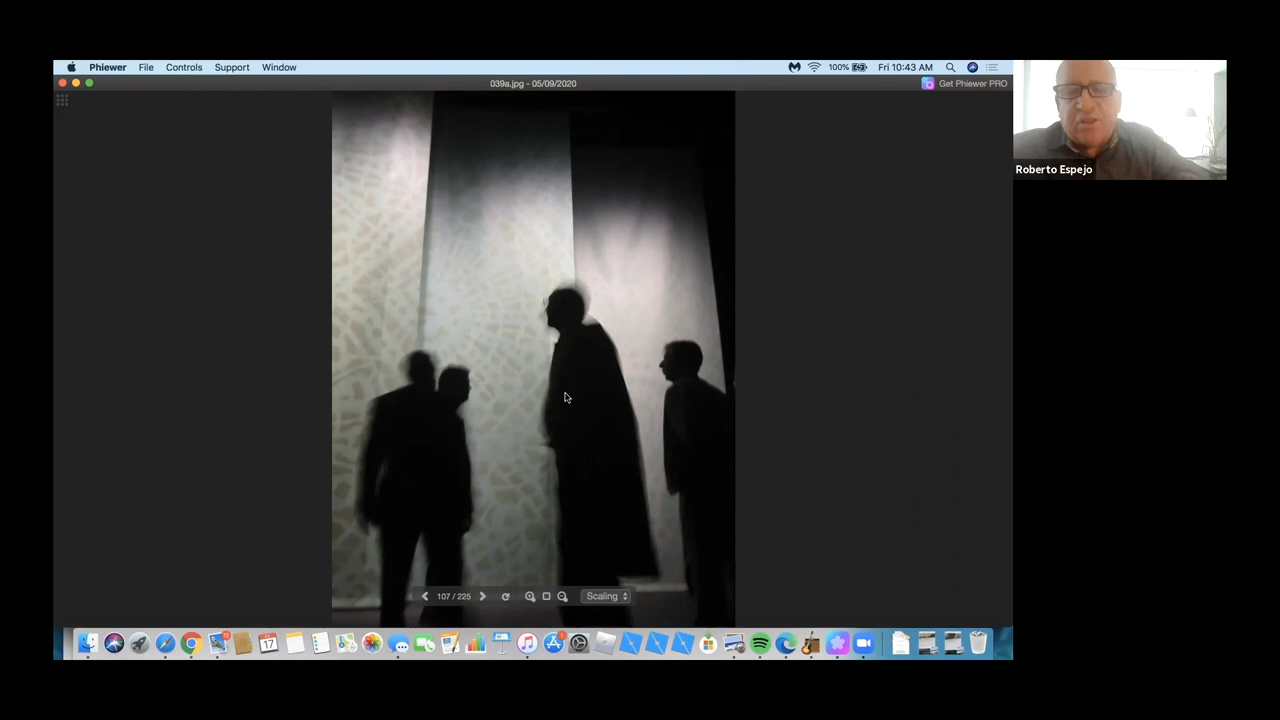 Phiewer File Controls Support Window 100% Fri 10:43 AM
039a.jpg - 05/09/2020 Get Phiewer PRO
Roberto Espejo
107 / 225 Scaling
17